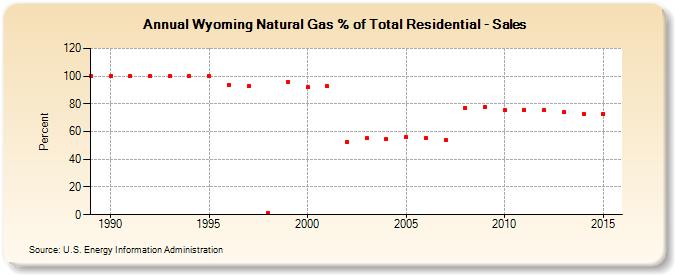 Annual Wyoming Natural Gas % of Total Residential - Sales
Percent
120
100
80
60
40
20
0
1990 1995 2000 2005 2010 2015
Source: U.S. Energy Information Administration